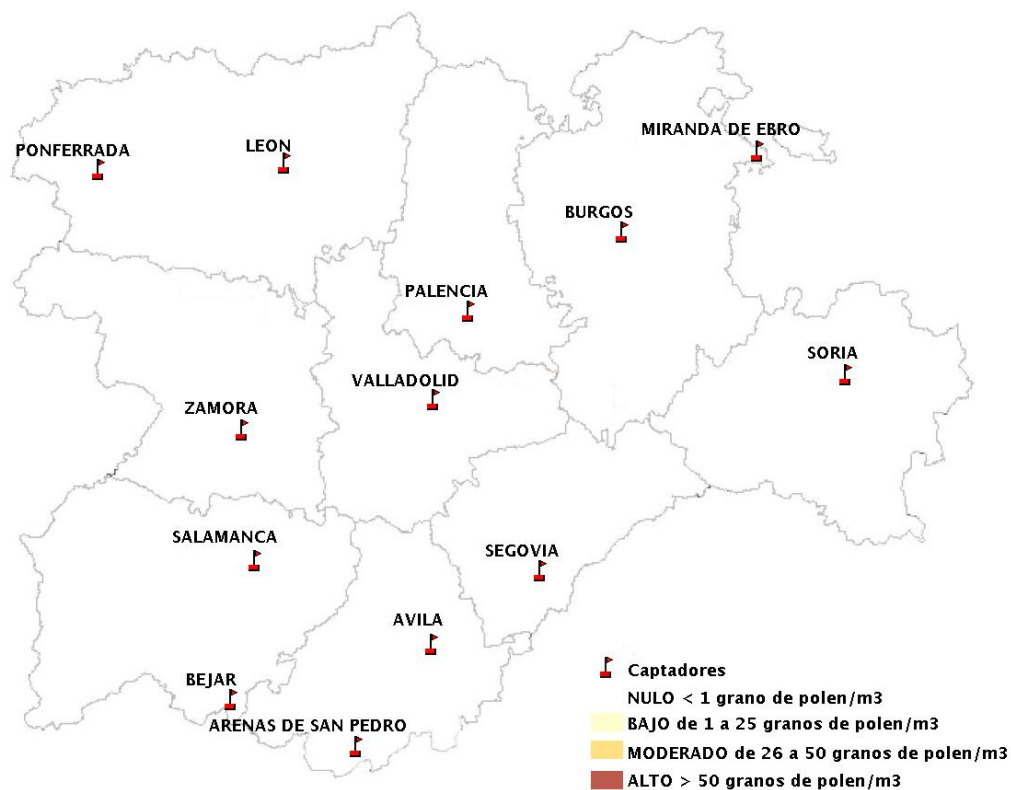 MIRANDA DE EBRO
PONFERRADA
LEON
BURGOS
PALENCIA
SORIA
VALLADOLID
ZAMORA
SALAMANCA
SEGOVIA
AVILA
BEJAR
ARENAS DE SAN PEDRO
Captadores
NULO < 1 grano de polen/m3
BAJO de 1 a 25 granos de polen/m3
MODERADO de 26 a 50 granos de polen/m3
ALTO > 50 granos de polen/m3